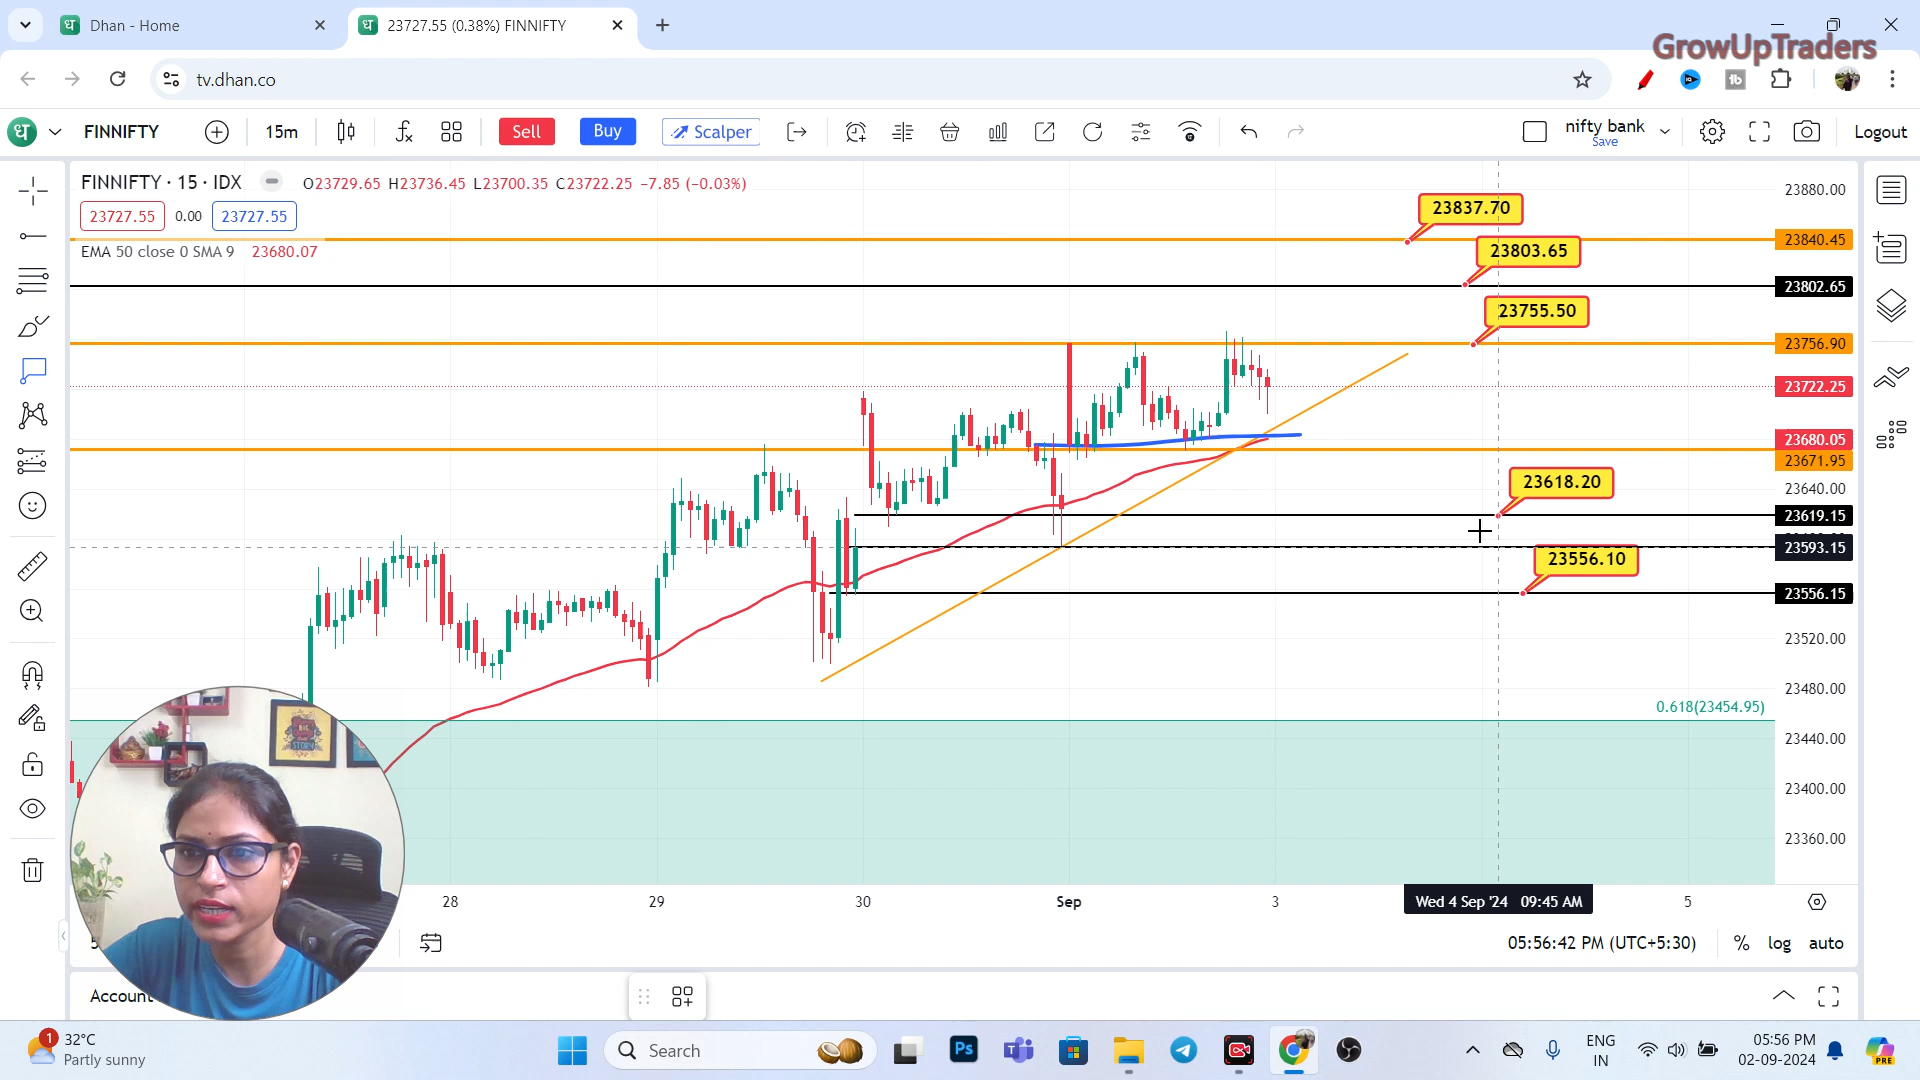 Dhan - Home
23727.55 (0.38%) FINNIFTY
GrowUpTraders
tv.dhan.co
ध FINNIFTY 15m Sell Buy Scalper nifty bank Save Logout
FINNIFTY · 15 · IDX O23729.65 H23736.45 L23700.35 C23722.25 −7.85 (−0.03%)
23727.55 0.00 23727.55
EMA 50 close 0 SMA 9 23680.07
23837.70
23803.65
23755.50
23618.20
23556.10
23880.00
23840.45
23802.65
23756.90
23722.25
23680.05
23671.95
23640.00
23619.15
23593.15
23556.15
23520.00
23480.00
0.618(23454.95)
23440.00
23400.00
23360.00
28 29 30 Sep 3 Wed 4 Sep '24 09:45 AM 5
05:56:42 PM (UTC+5:30) % log auto
Account
1
32°C
Partly sunny
Search
Ps
ENG
IN
05:56 PM
02-09-2024
PRE